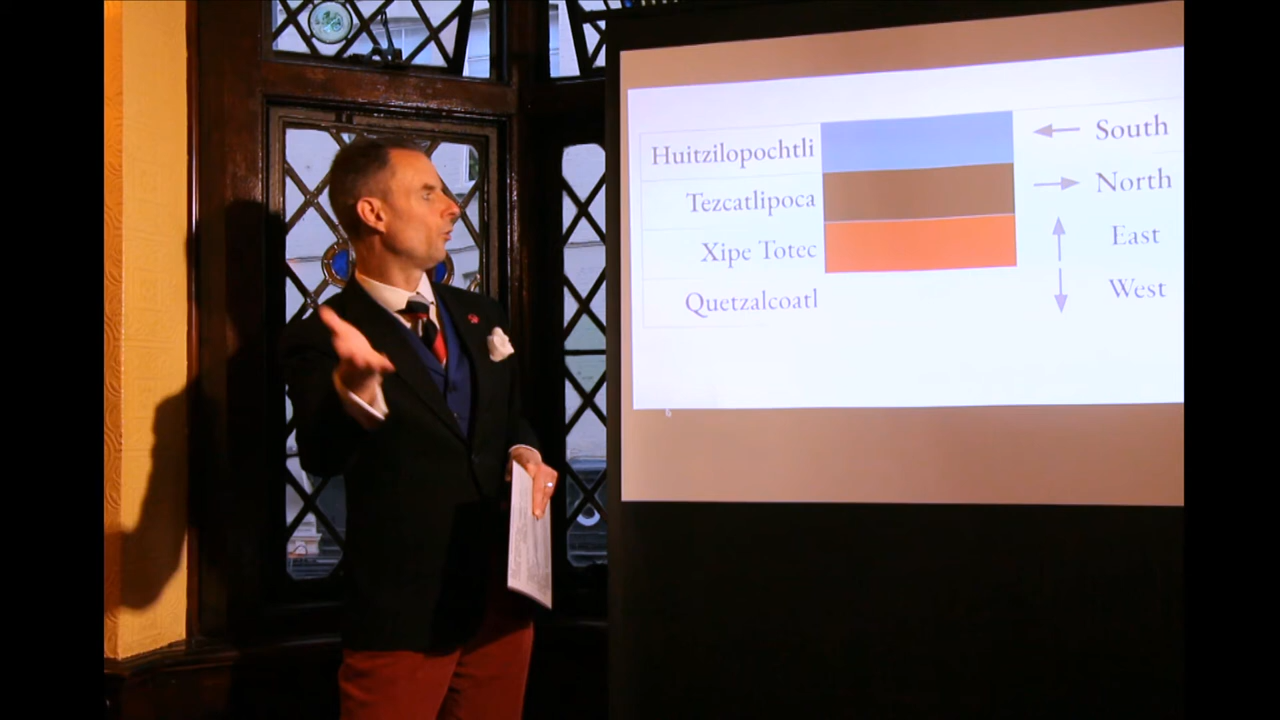 Huitzilopochtli South
Tezcatlipoca North
Xipe Totec East
Quetzalcoatl West